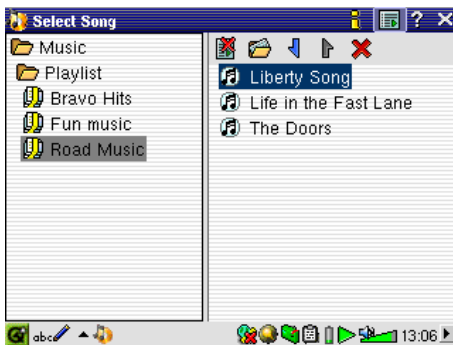 Select Song
?
Music
Playlist
Bravo Hits
Fun music
Road Music
Liberty Song
Life in the Fast Lane
The Doors
abc
13:06